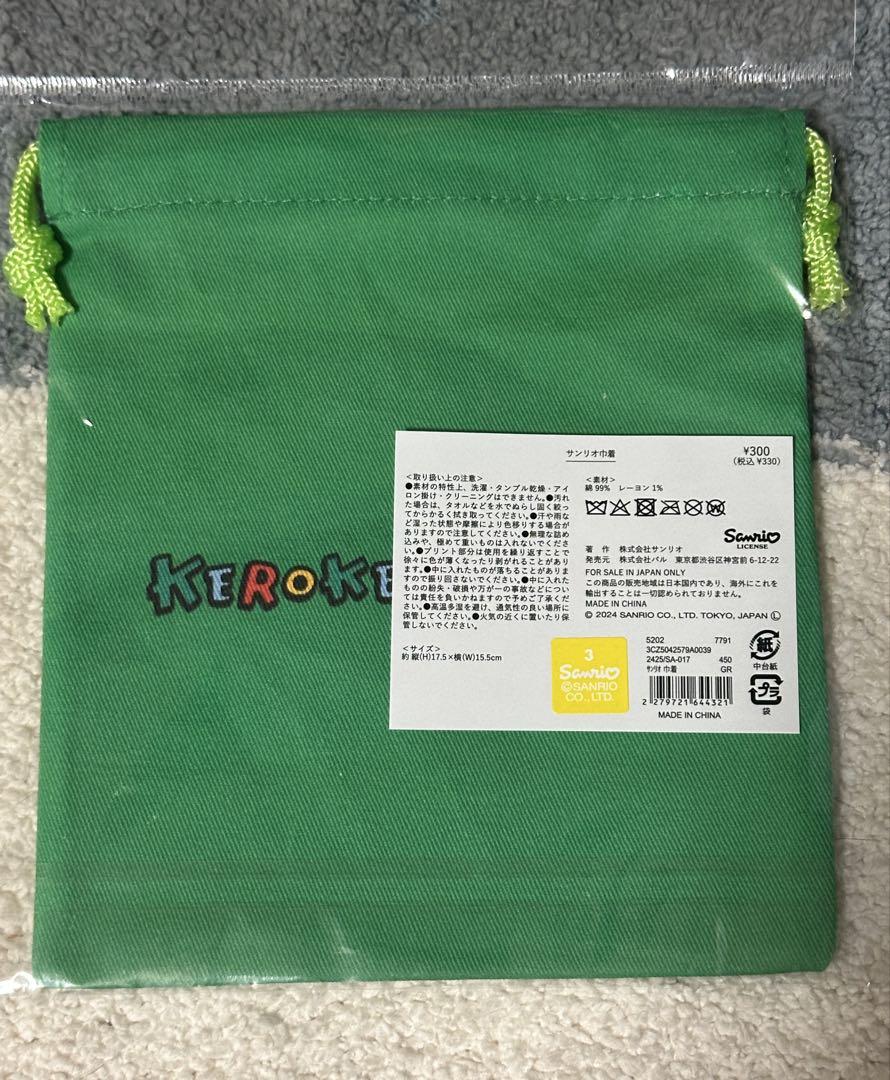 KEROKE
サンリオ巾着
¥300
(税込 ¥330)
<取り扱い上の注意>
●素材の特性上、洗濯・タンブル乾燥・アイ
ロン掛け・クリーニングはできません。●汚れ
た場合は、タオルなどを水でぬらし固く絞っ
てからかるく拭き取ってください。●汗や雨な
ど湿った状態や摩擦により色移りする場合が
ありますので注意してください。●無理な詰め
込みや、極めて重いものは入れないでくださ
い。●プリント部分は使用を繰り返すことで
徐々に色が薄くなったり剥がれることがあり
ます。●中に入れたものが落ちることがありま
すので振り回さないでください。●中に入れた
ものの紛失・破損や万が一の事故などについ
ては責任を負いかねますので予めご了承くだ
さい。●高温多湿を避け、通気性の良い場所に
保管してください。●火気の近くに置いたり保
管しないでください。
<サイズ>
約 縦(H)17.5×横(W)15.5cm
<素材>
綿 99% レーヨン 1%
Sanrio
LICENSE
著 作 株式会社サンリオ
発売元 株式会社パル 東京都渋谷区神宮前 6-12-22
FOR SALE IN JAPAN ONLY
この商品の販売地域は日本国内であり、海外にこれを
輸出することは一切認められておりません。
MADE IN CHINA
© 2024 SANRIO CO., LTD. TOKYO, JAPAN Ⓛ
3
Sanrio
©SANRIO
CO., LTD.
5202 7791
3CZ5042579A0039
2425/SA-017 450
サンリオ 巾着 GR
2 279721 644321
MADE IN CHINA
紙
中台紙
プラ
袋